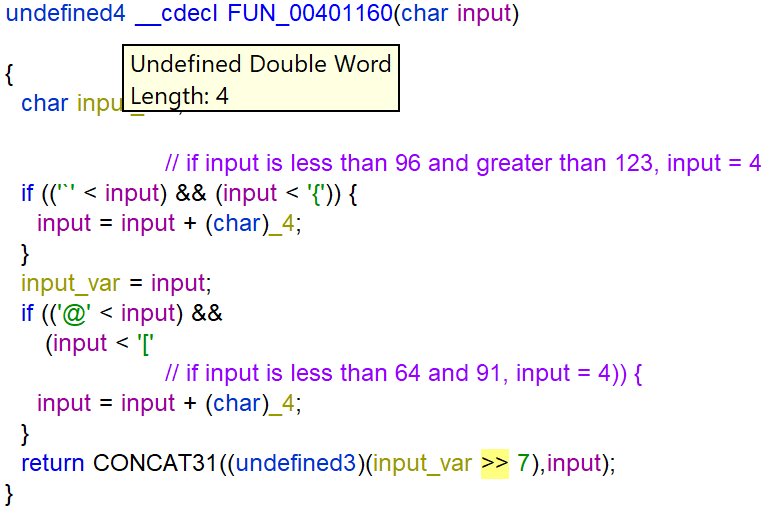 undefined4 __cdecl FUN_00401160(char input)
{
Undefined Double Word
Length: 4
char
// if input is less than 96 and greater than 123, input = 4
if (('`' < input) && (input < '{')) {
input = input + (char)_4;
}
input_var = input;
if (('@' < input) &&
(input < '['
// if input is less than 64 and 91, input = 4)) {
input = input + (char)_4;
}
return CONCAT31((undefined3)(input_var >> 7),input);
}